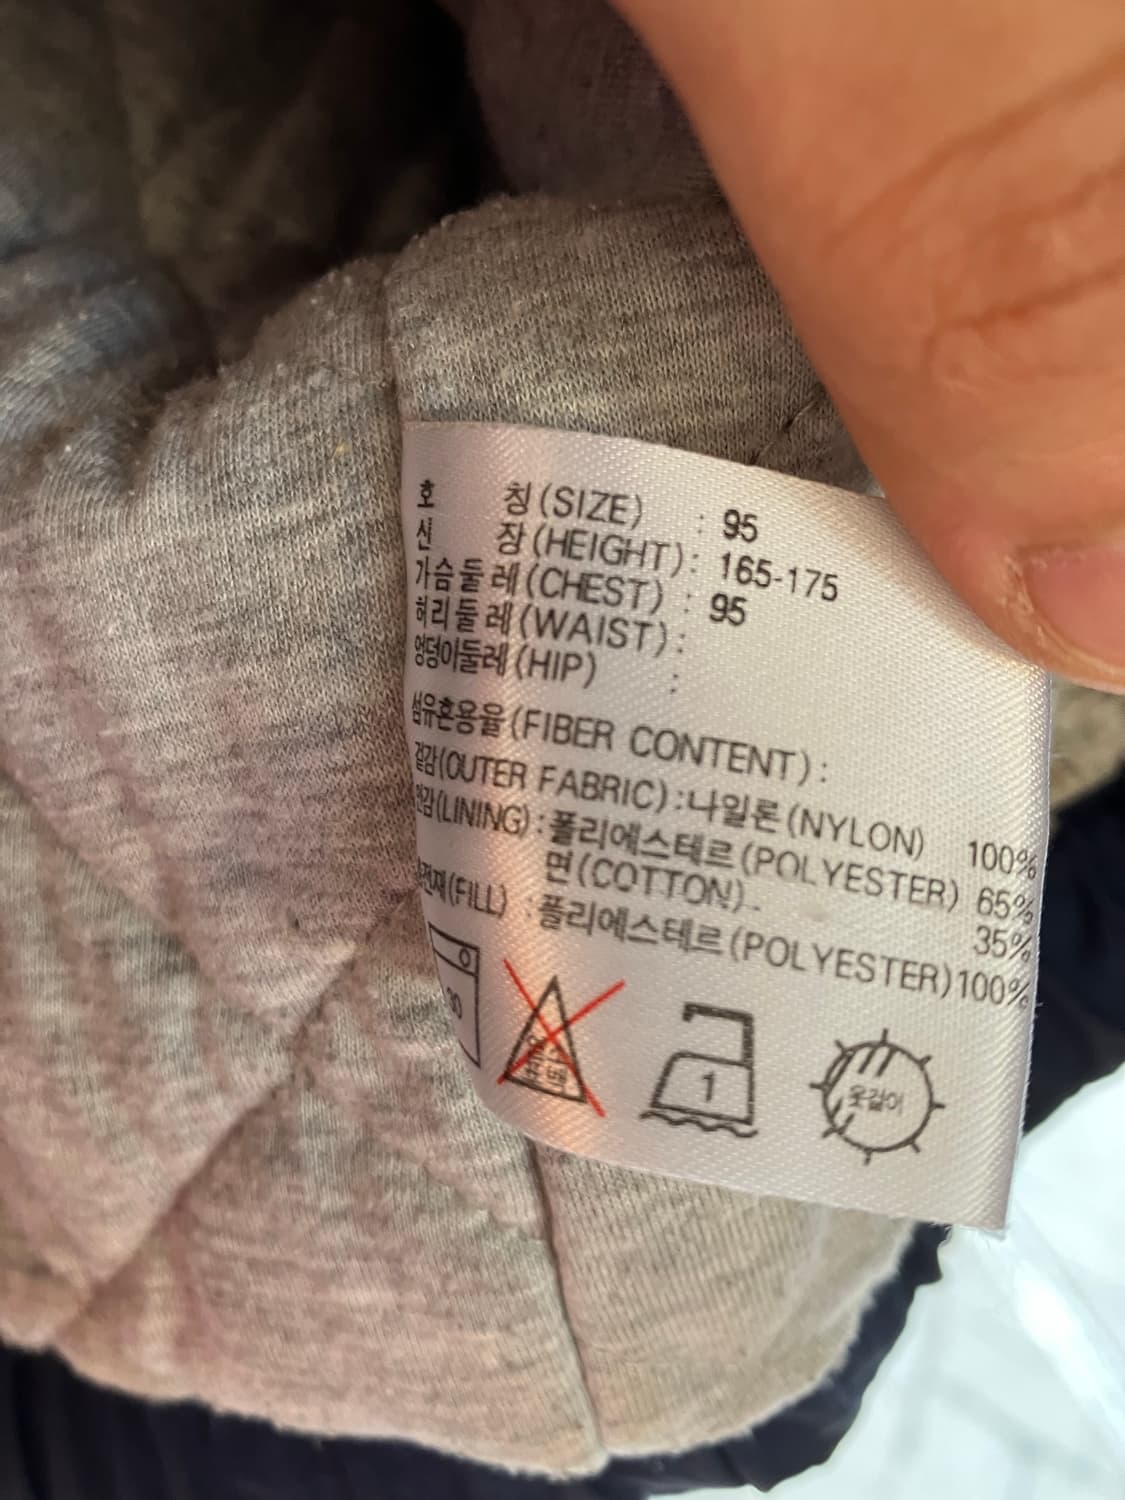 호 칭(SIZE) : 95
신 장(HEIGHT): 165-175
가슴둘레(CHEST) : 95
허리둘레(WAIST):
엉덩이둘레(HIP) :
섬유혼용율(FIBER CONTENT):
겉감(OUTER FABRIC):나일론(NYLON) 100%
안감(LINING):폴리에스테르(POLYESTER) 65%
면(COTTON) 35%
전재(FILL) :폴리에스테르(POLYESTER)100%
30
1
옷걸이